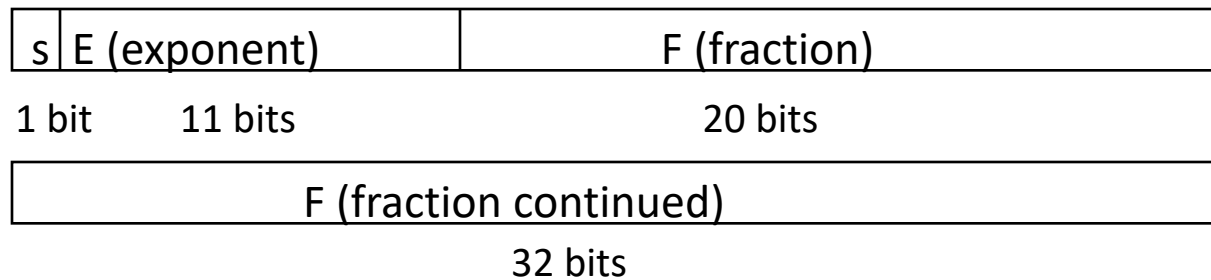 s E (exponent) F (fraction)
1 bit 11 bits 20 bits
F (fraction continued)
32 bits